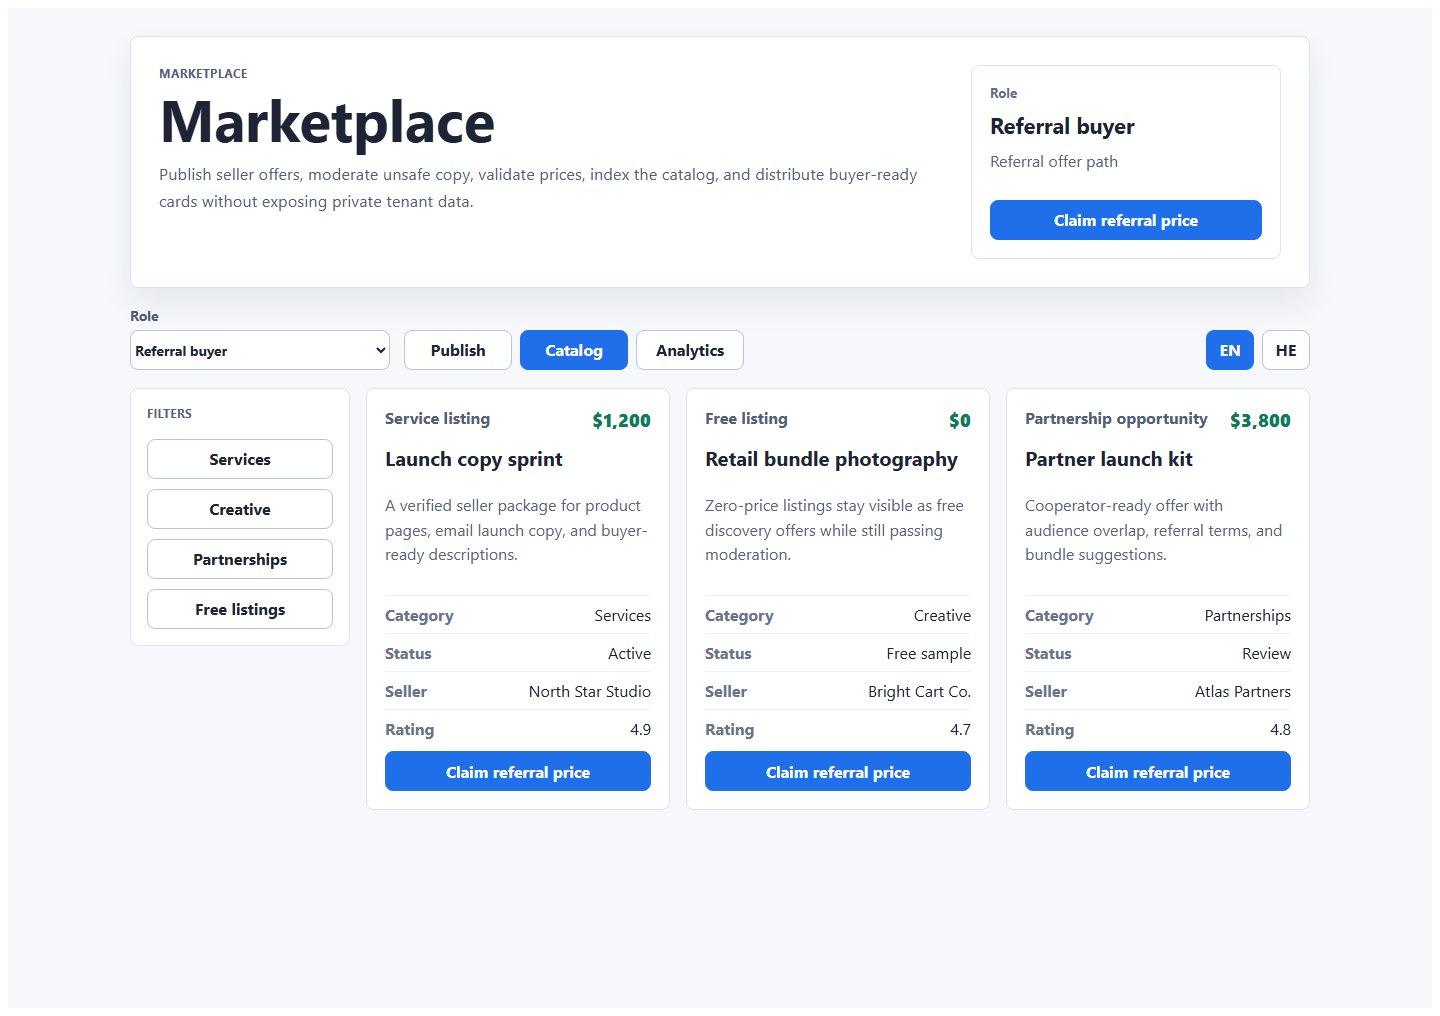 MARKETPLACE
Marketplace
Publish seller offers, moderate unsafe copy, validate prices, index the catalog, and distribute buyer-ready
cards without exposing private tenant data.
Role
Referral buyer
Referral offer path
Claim referral price
Role
Referral buyer
Publish
Catalog
Analytics
EN
HE
FILTERS
Services
Creative
Partnerships
Free listings
Service listing
$1,200
Launch copy sprint
A verified seller package for product
pages, email launch copy, and buyer-
ready descriptions.
Category Services
Status Active
Seller North Star Studio
Rating 4.9
Claim referral price
Free listing
$0
Retail bundle photography
Zero-price listings stay visible as free
discovery offers while still passing
moderation.
Category Creative
Status Free sample
Seller Bright Cart Co.
Rating 4.7
Claim referral price
Partnership opportunity
$3,800
Partner launch kit
Cooperator-ready offer with
audience overlap, referral terms, and
bundle suggestions.
Category Partnerships
Status Review
Seller Atlas Partners
Rating 4.8
Claim referral price